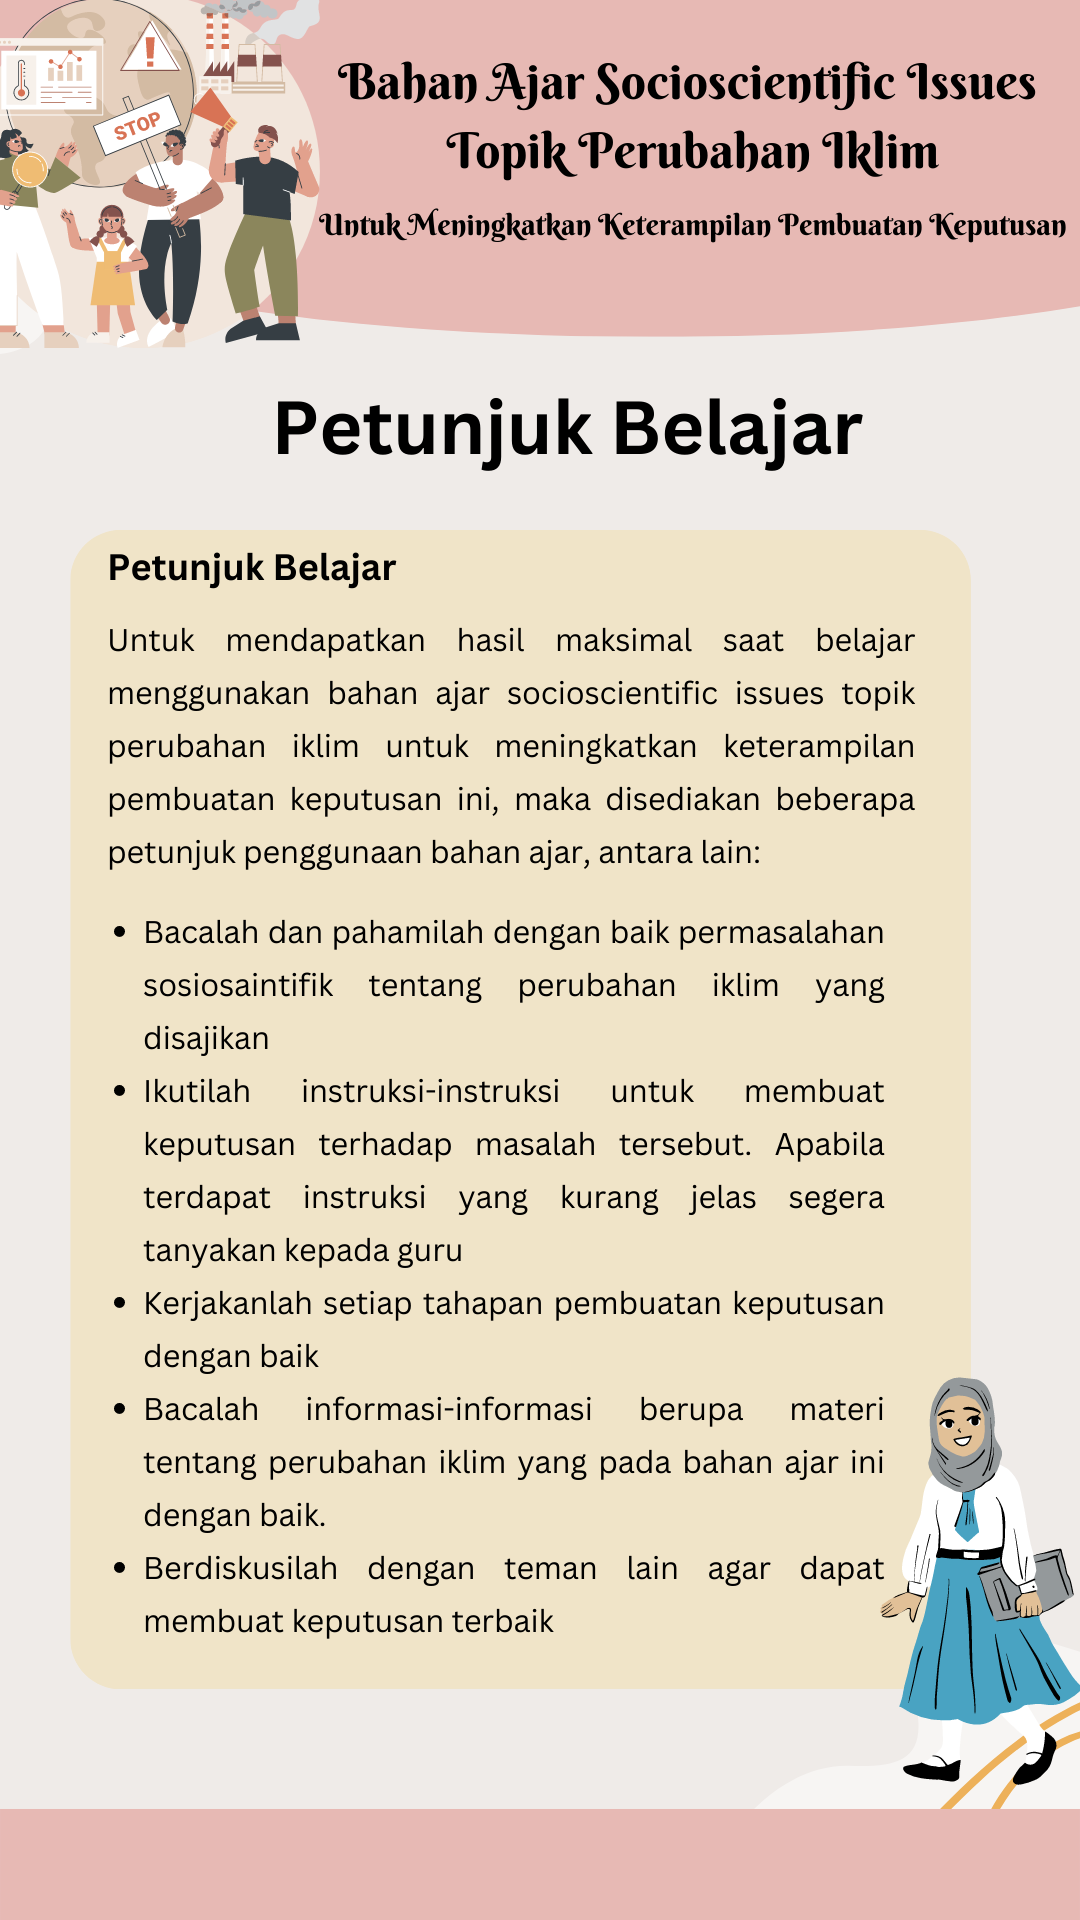 Bahan Ajar Socioscientific Issues
Topik Perubahan Iklim
Untuk Meningkatkan Keterampilan Pembuatan Keputusan
STOP
!
Petunjuk Belajar
Petunjuk Belajar
Untuk mendapatkan hasil maksimal saat belajar
menggunakan bahan ajar socioscientific issues topik
perubahan iklim untuk meningkatkan keterampilan
pembuatan keputusan ini, maka disediakan beberapa
petunjuk penggunaan bahan ajar, antara lain:
• Bacalah dan pahamilah dengan baik permasalahan
sosiosaintifik tentang perubahan iklim yang
disajikan
• Ikutilah instruksi-instruksi untuk membuat
keputusan terhadap masalah tersebut. Apabila
terdapat instruksi yang kurang jelas segera
tanyakan kepada guru
• Kerjakanlah setiap tahapan pembuatan keputusan
dengan baik
• Bacalah informasi-informasi berupa materi
tentang perubahan iklim yang pada bahan ajar ini
dengan baik.
• Berdiskusilah dengan teman lain agar dapat
membuat keputusan terbaik